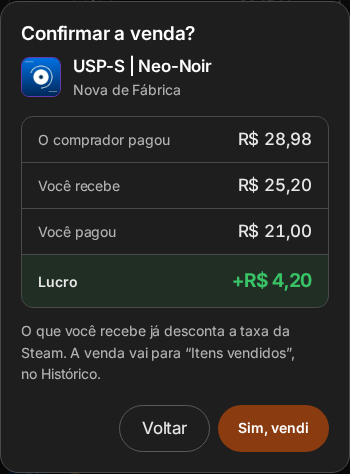 Confirmar a venda?
USP-S | Neo-Noir
Nova de Fábrica
O comprador pagou R$ 28,98
Você recebe R$ 25,20
Você pagou R$ 21,00
Lucro +R$ 4,20
O que você recebe já desconta a taxa da
Steam. A venda vai para “Itens vendidos”,
no Histórico.
Voltar Sim, vendi